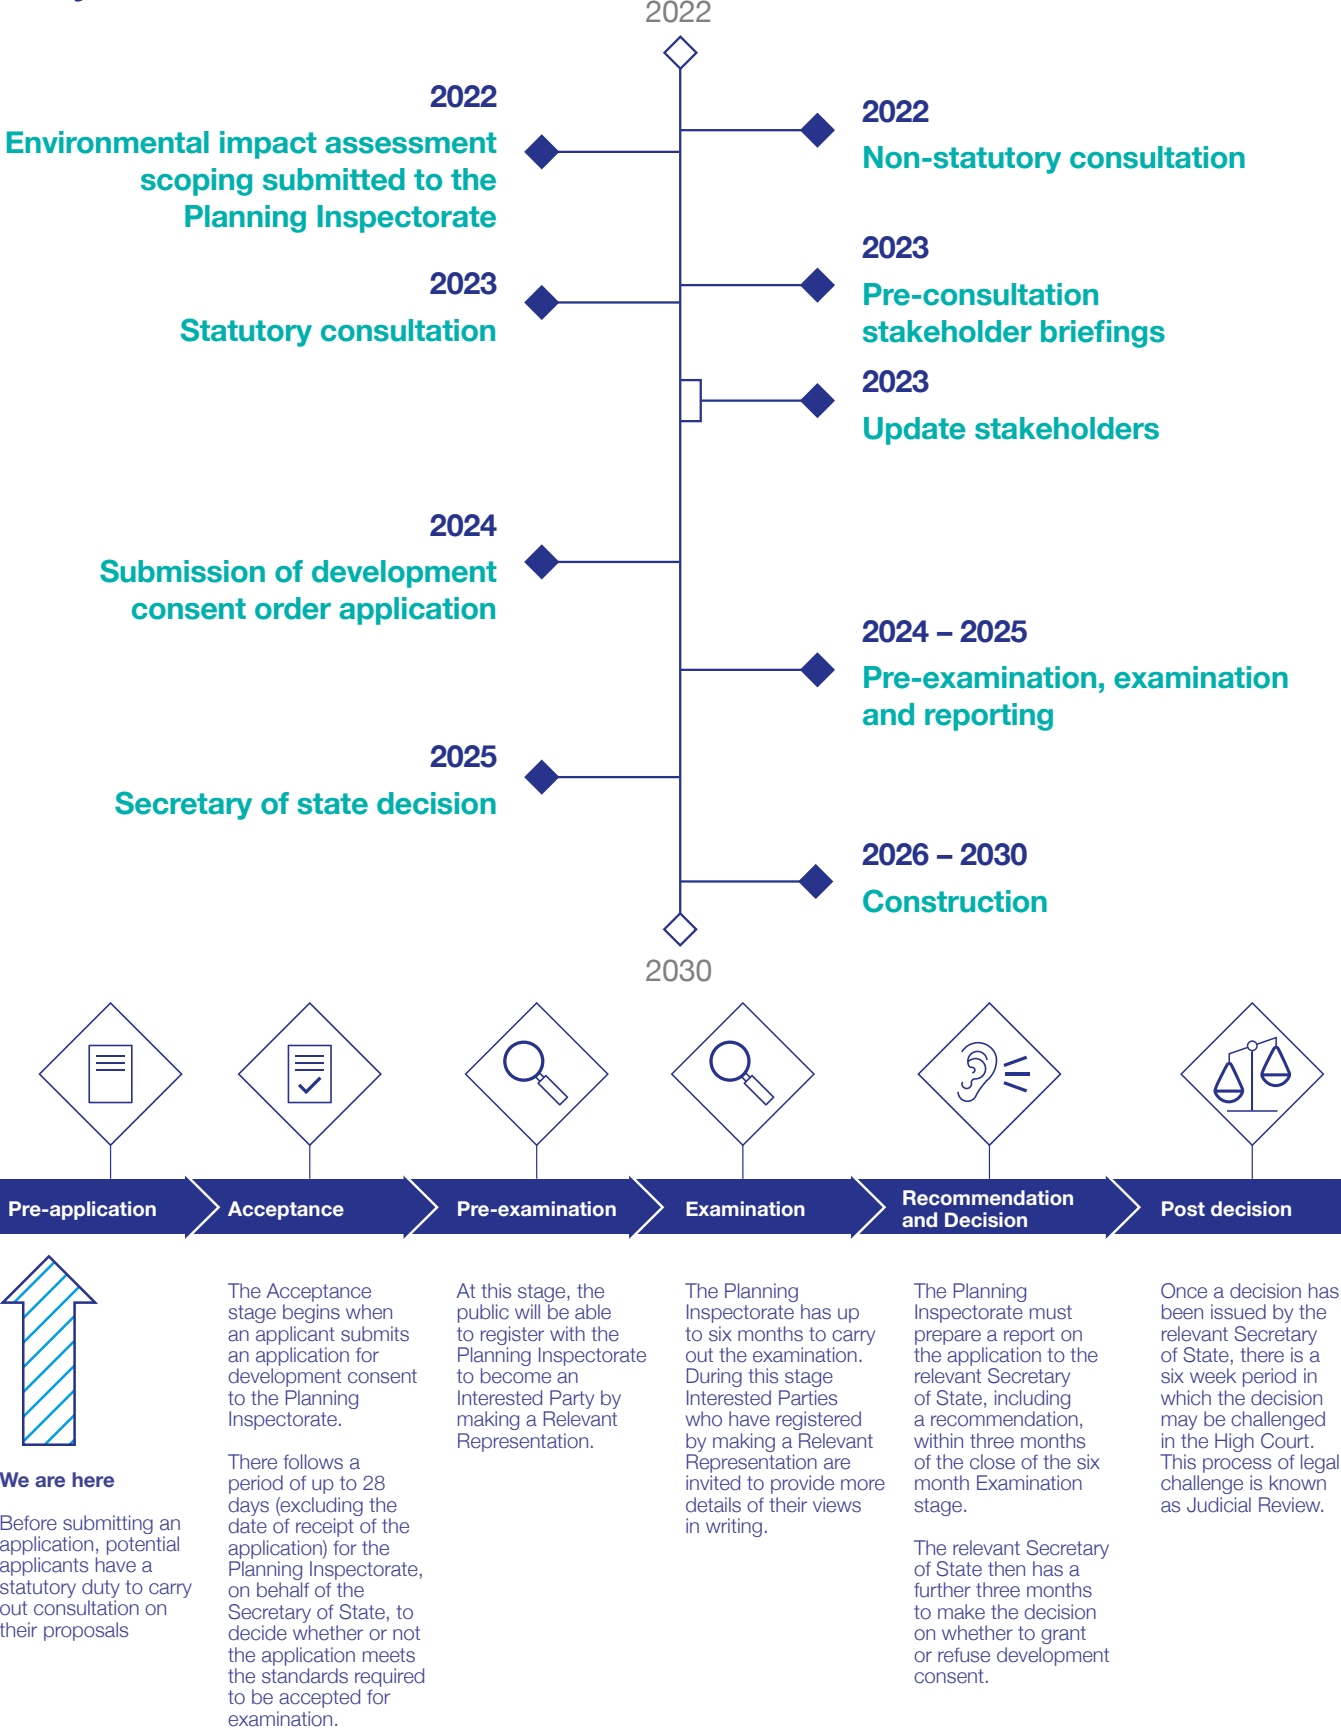 2022
2022
Environmental impact assessment
scoping submitted to the
Planning Inspectorate
2022
Non-statutory consultation
2023
Pre-consultation
stakeholder briefings
2023
Statutory consultation
2023
Update stakeholders
2024
Submission of development
consent order application
2024 – 2025
Pre-examination, examination
and reporting
2025
Secretary of state decision
2026 – 2030
Construction
2030
Pre-application
Acceptance
Pre-examination
Examination
Recommendation
and Decision
Post decision
We are here
Before submitting an
application, potential
applicants have a
statutory duty to carry
out consultation on
their proposals
The Acceptance
stage begins when
an applicant submits
an application for
development consent
to the Planning
Inspectorate.
There follows a
period of up to 28
days (excluding the
date of receipt of the
application) for the
Planning Inspectorate,
on behalf of the
Secretary of State, to
decide whether or not
the application meets
the standards required
to be accepted for
examination.
At this stage, the
public will be able
to register with the
Planning Inspectorate
to become an
Interested Party by
making a Relevant
Representation.
The Planning
Inspectorate has up
to six months to carry
out the examination.
During this stage
Interested Parties
who have registered
by making a Relevant
Representation are
invited to provide more
details of their views
in writing.
The Planning
Inspectorate must
prepare a report on
the application to the
relevant Secretary
of State, including
a recommendation,
within three months
of the close of the six
month Examination
stage.
The relevant Secretary
of State then has a
further three months
to make the decision
on whether to grant
or refuse development
consent.
Once a decision has
been issued by the
relevant Secretary
of State, there is a
six week period in
which the decision
may be challenged
in the High Court.
This process of legal
challenge is known
as Judicial Review.